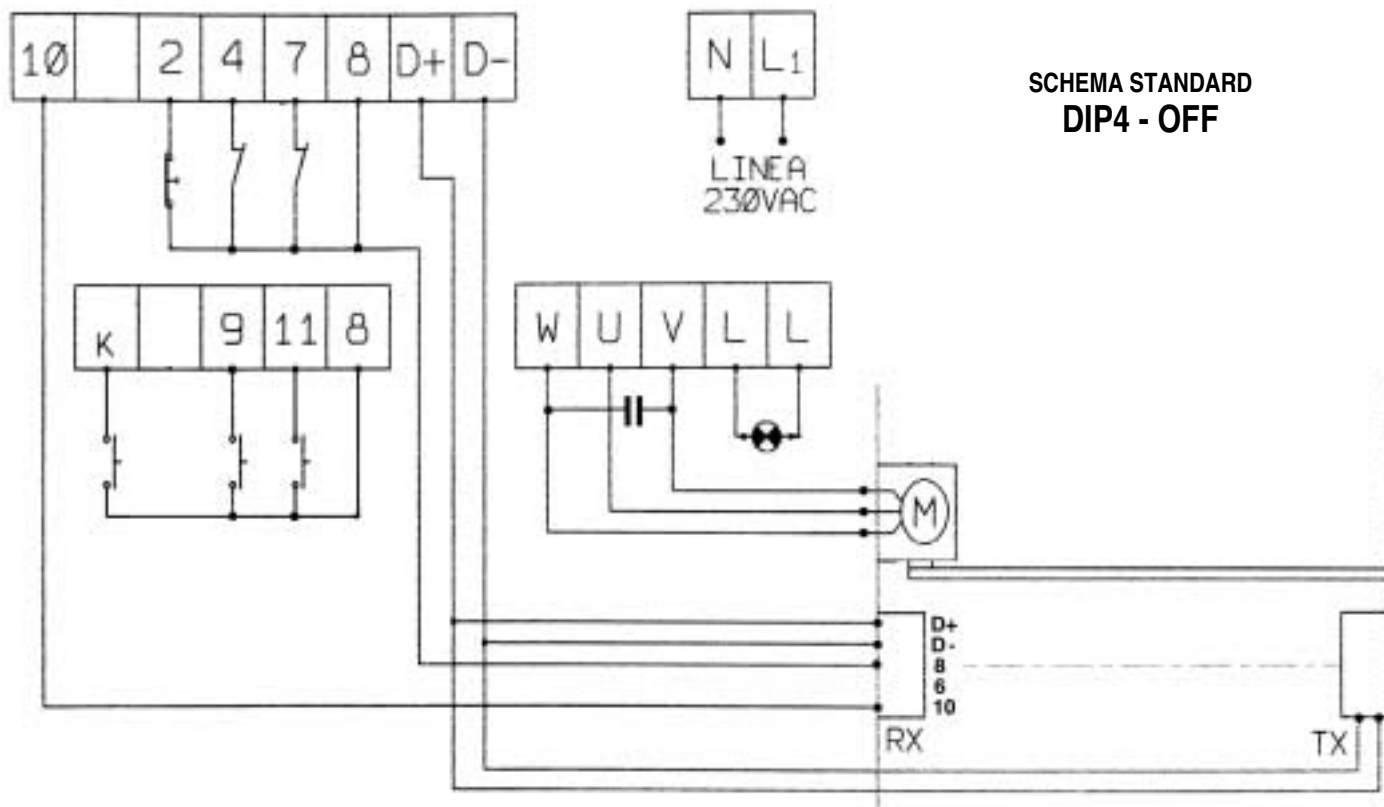 10 2 4 7 8 D+ D-
N L1
LINEA
230VAC
SCHEMA STANDARD
DIP4 - OFF
K 9 11 8
W U V L L
M
D+
D-
8
6
10
RX
TX